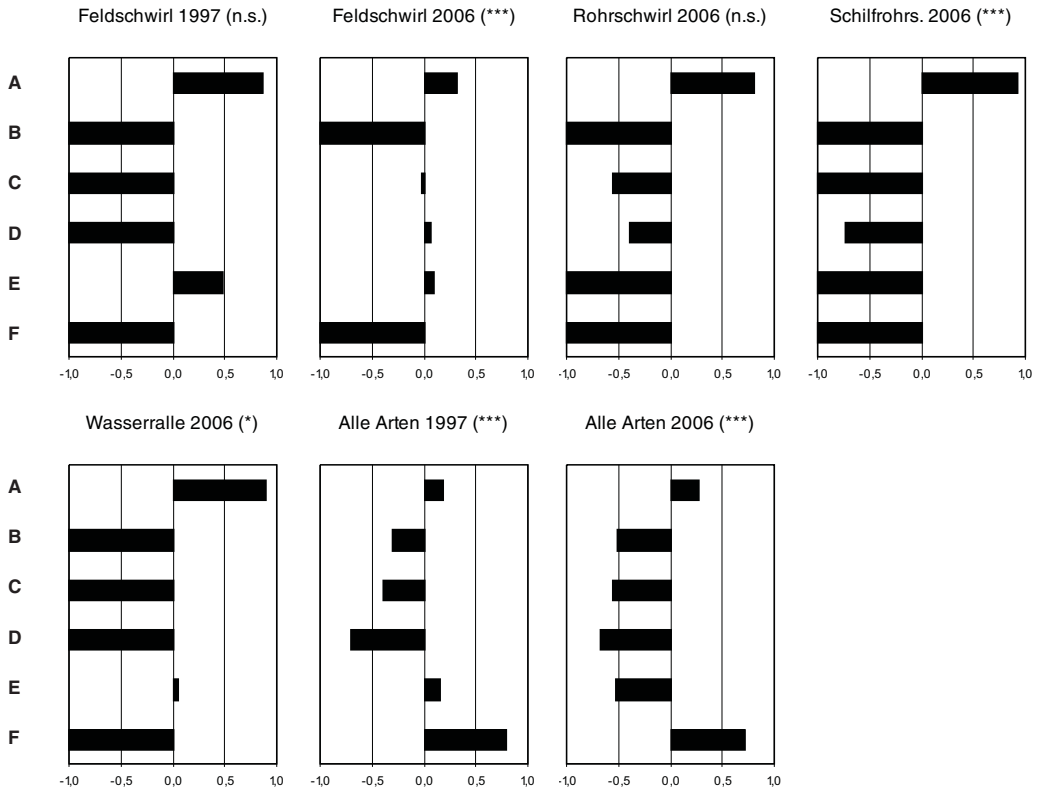 Feldschwirl 1997 (n.s.) Feldschwirl 2006 (***) Rohrschwirl 2006 (n.s.) Schilfrohrs. 2006 (***)
A
B
C
D
E
F
-1,0 -0,5 0,0 0,5 1,0 -1,0 -0,5 0,0 0,5 1,0 -1,0 -0,5 0,0 0,5 1,0 -1,0 -0,5 0,0 0,5 1,0
Wasserralle 2006 (*) Alle Arten 1997 (***) Alle Arten 2006 (***)
A
B
C
D
E
F
-1,0 -0,5 0,0 0,5 1,0 -1,0 -0,5 0,0 0,5 1,0 -1,0 -0,5 0,0 0,5 1,0